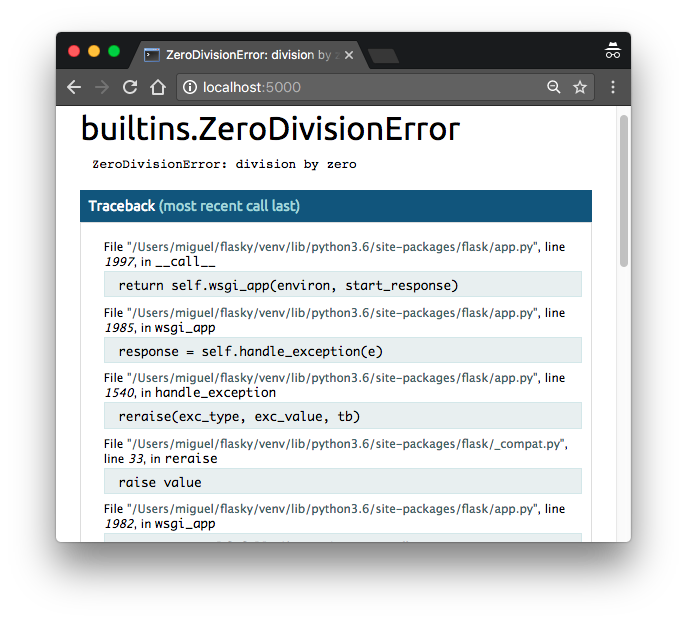 ZeroDivisionError: division by z
localhost:5000
builtins.ZeroDivisionError
ZeroDivisionError: division by zero
Traceback (most recent call last)
File "/Users/miguel/flasky/venv/lib/python3.6/site-packages/flask/app.py", line
1997, in __call__
return self.wsgi_app(environ, start_response)
File "/Users/miguel/flasky/venv/lib/python3.6/site-packages/flask/app.py", line
1985, in wsgi_app
response = self.handle_exception(e)
File "/Users/miguel/flasky/venv/lib/python3.6/site-packages/flask/app.py", line
1540, in handle_exception
reraise(exc_type, exc_value, tb)
File "/Users/miguel/flasky/venv/lib/python3.6/site-packages/flask/_compat.py",
line 33, in reraise
raise value
File "/Users/miguel/flasky/venv/lib/python3.6/site-packages/flask/app.py", line
1982, in wsgi_app